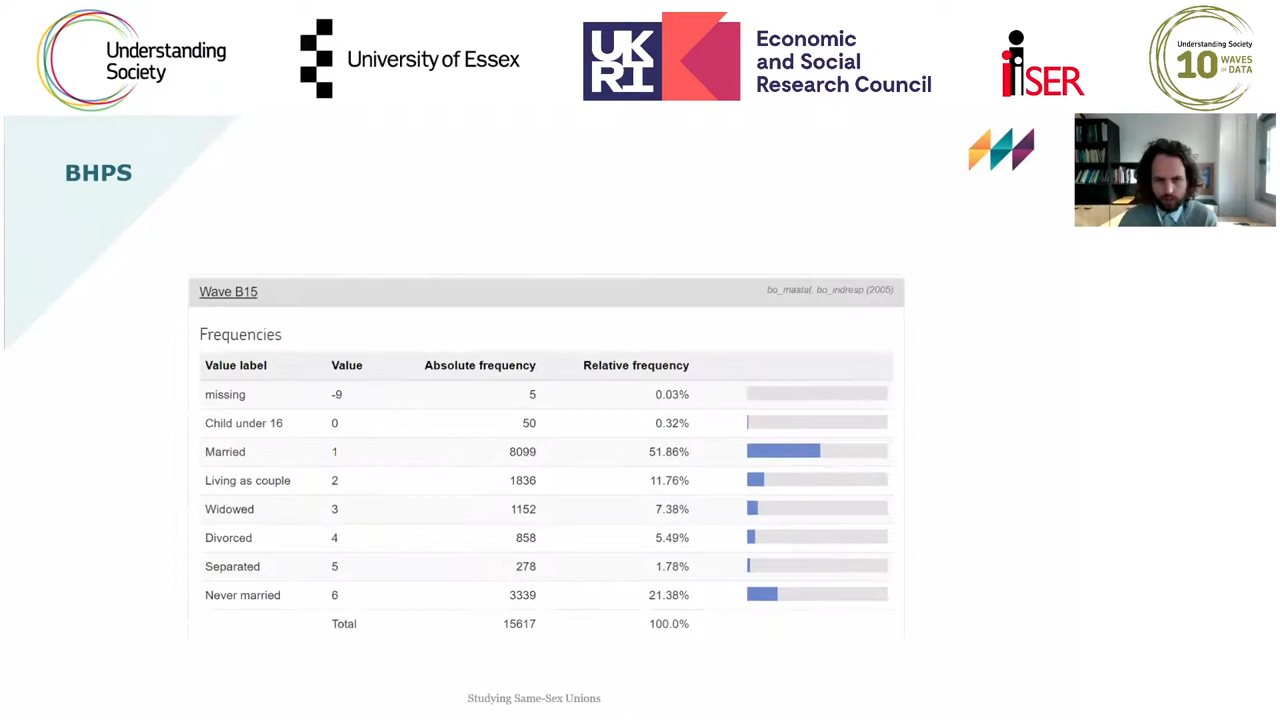 Understanding
Society
University of Essex
UK
RI
Economic
and Social
Research Council
iSER
Understanding Society
10 WAVES
OF DATA
BHPS
Wave B15
bo_mastat, bo_indresp (2005)
Frequencies
Value label Value Absolute frequency Relative frequency
missing -9 5 0.03%
Child under 16 0 50 0.32%
Married 1 8099 51.86%
Living as couple 2 1836 11.76%
Widowed 3 1152 7.38%
Divorced 4 858 5.49%
Separated 5 278 1.78%
Never married 6 3339 21.38%
Total 15617 100.0%
Studying Same-Sex Unions